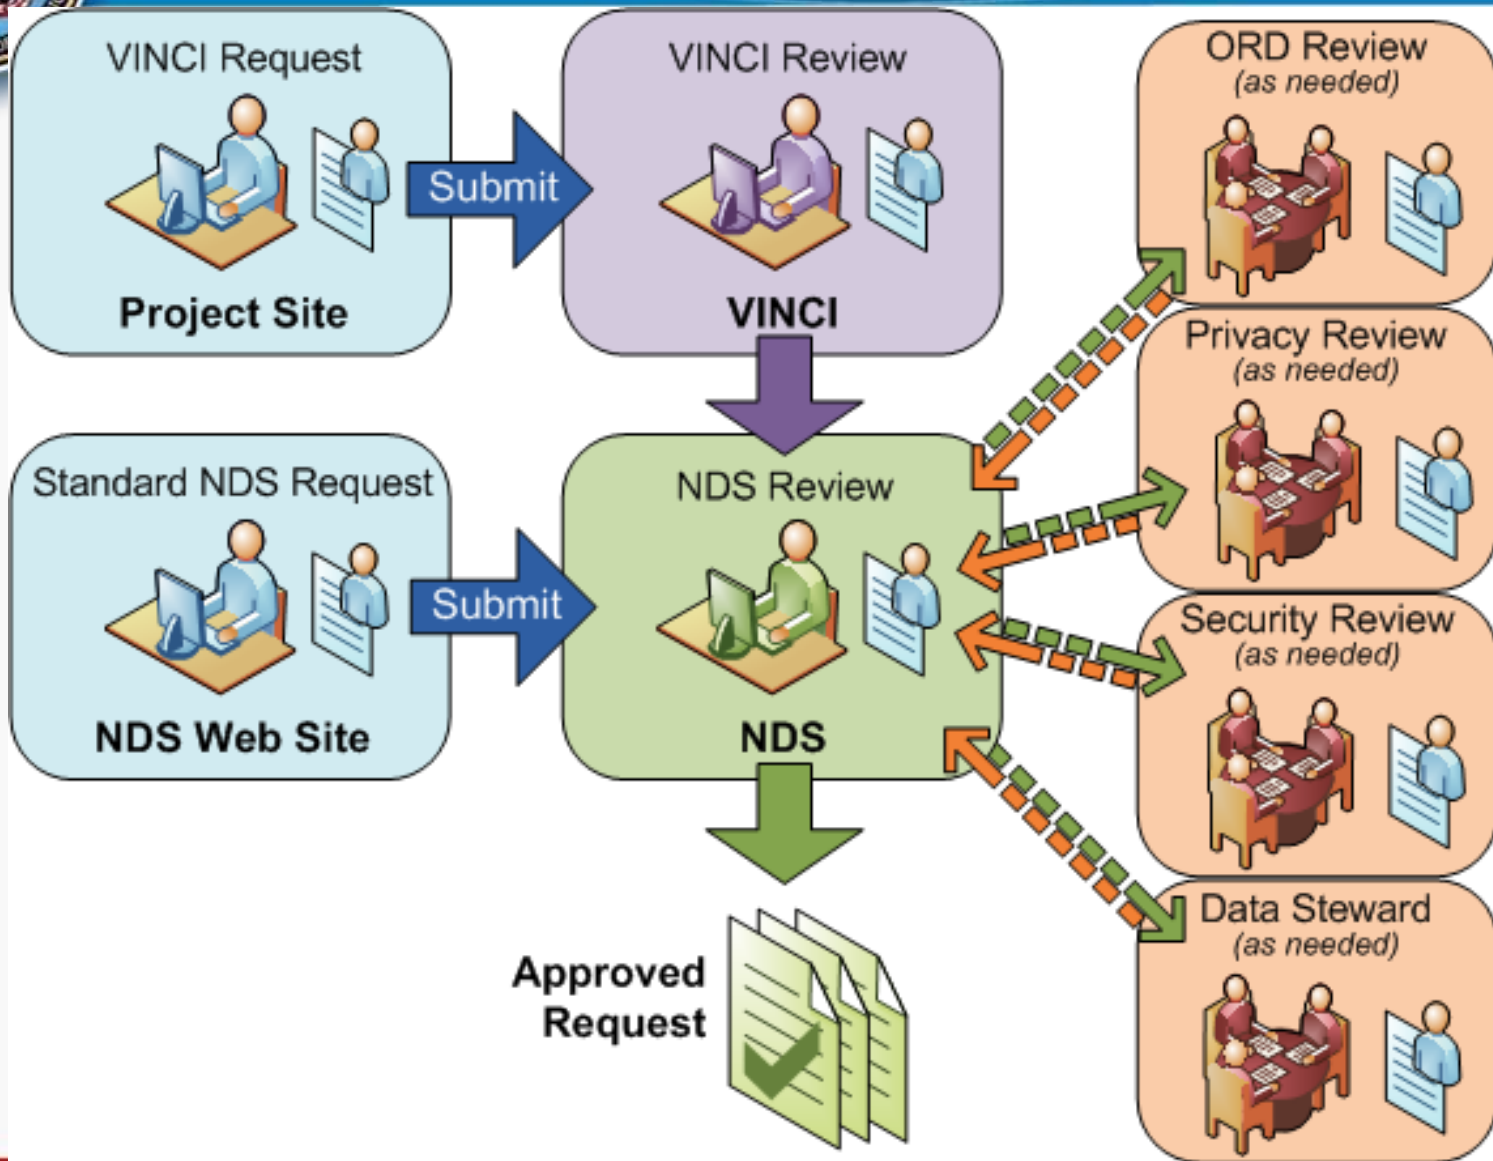 VINCI Request
Project Site
Submit
VINCI Review
VINCI
ORD Review
(as needed)
Privacy Review
(as needed)
Standard NDS Request
NDS Web Site
Submit
NDS Review
NDS
Security Review
(as needed)
Data Steward
(as needed)
Approved
Request